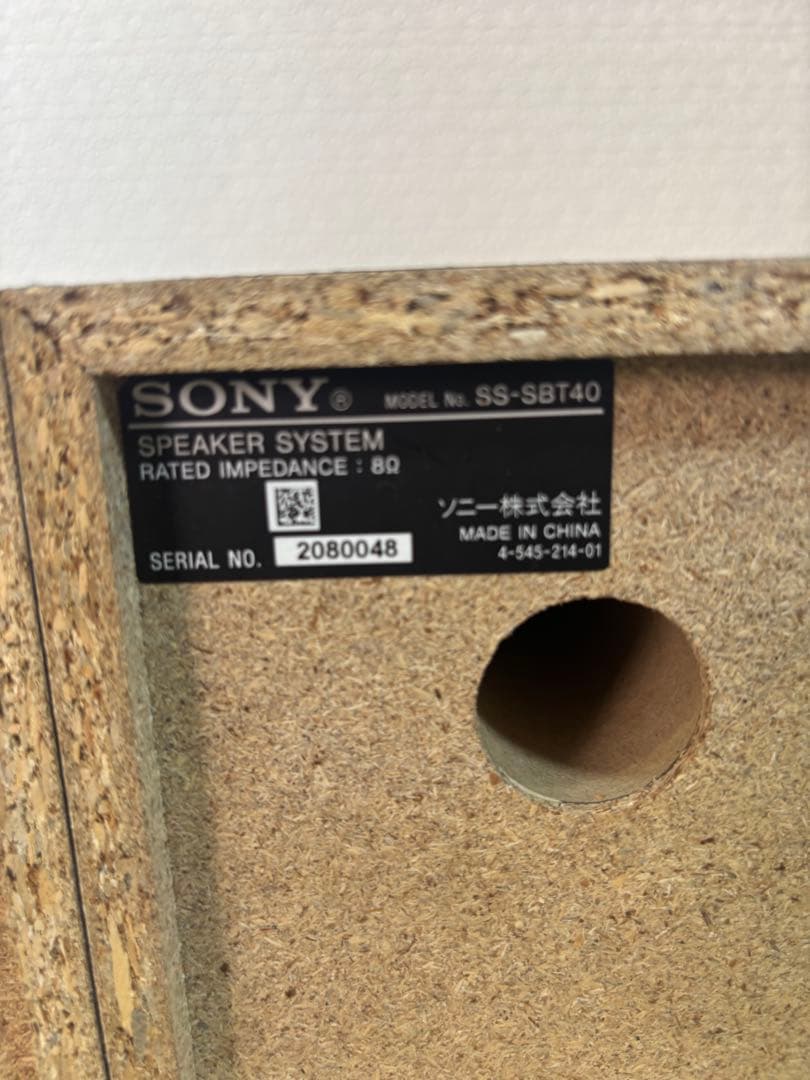 SONY® MODEL No. SS-SBT40
SPEAKER SYSTEM
RATED IMPEDANCE : 8Ω
ソニー株式会社
MADE IN CHINA
SERIAL NO. 2080048
4-545-214-01